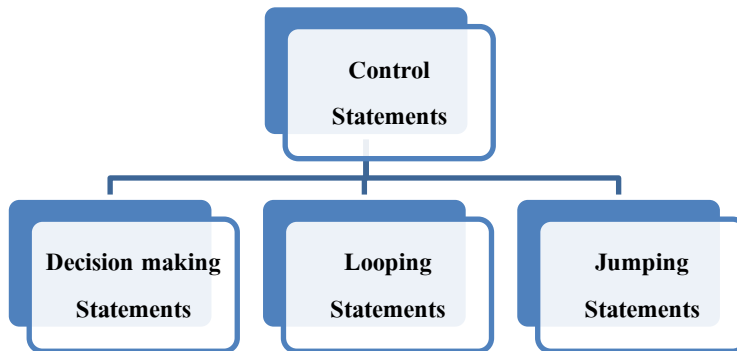 Control
Statements
Decision making
Statements
Looping
Statements
Jumping
Statements